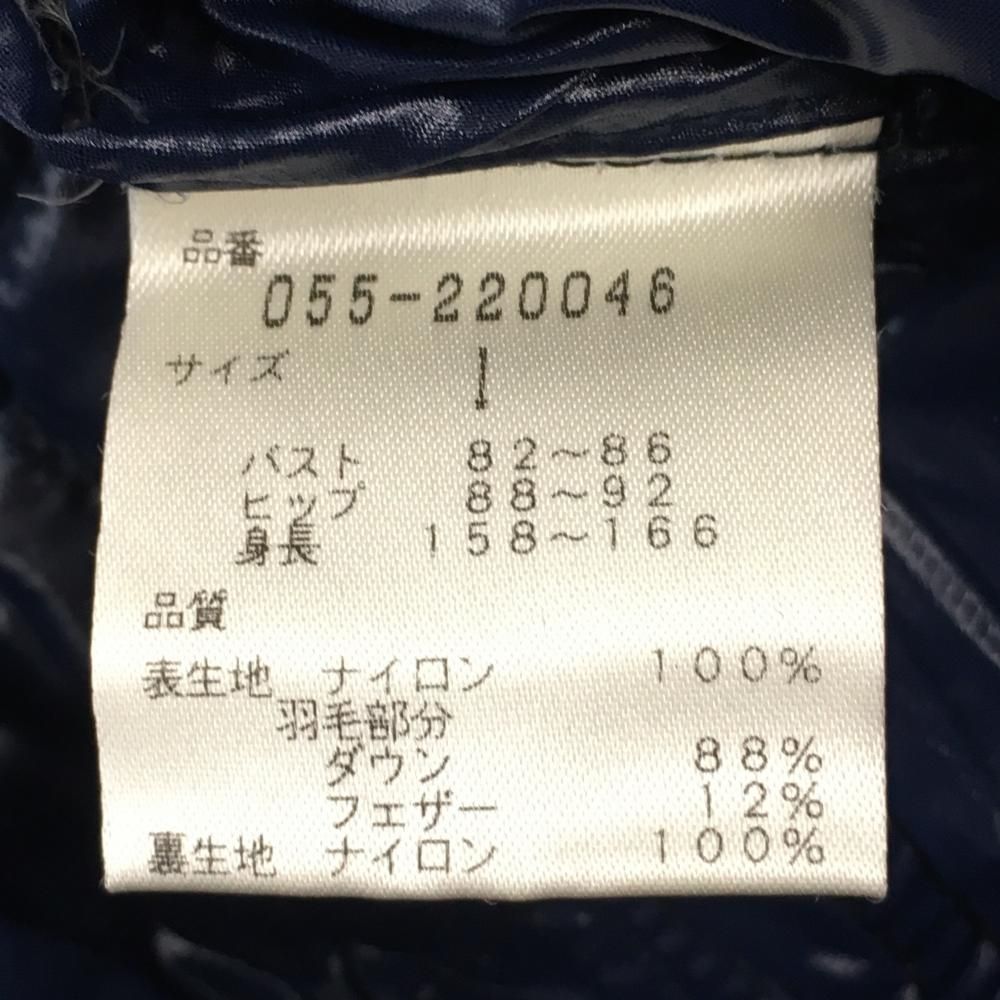 品番
055-220046
サイズ 1
バスト 82～86
ヒップ 88～92
身長 158～166
品質
表生地 ナイロン 100%
羽毛部分
ダウン 88%
フェザー 12%
裏生地 ナイロン 100%